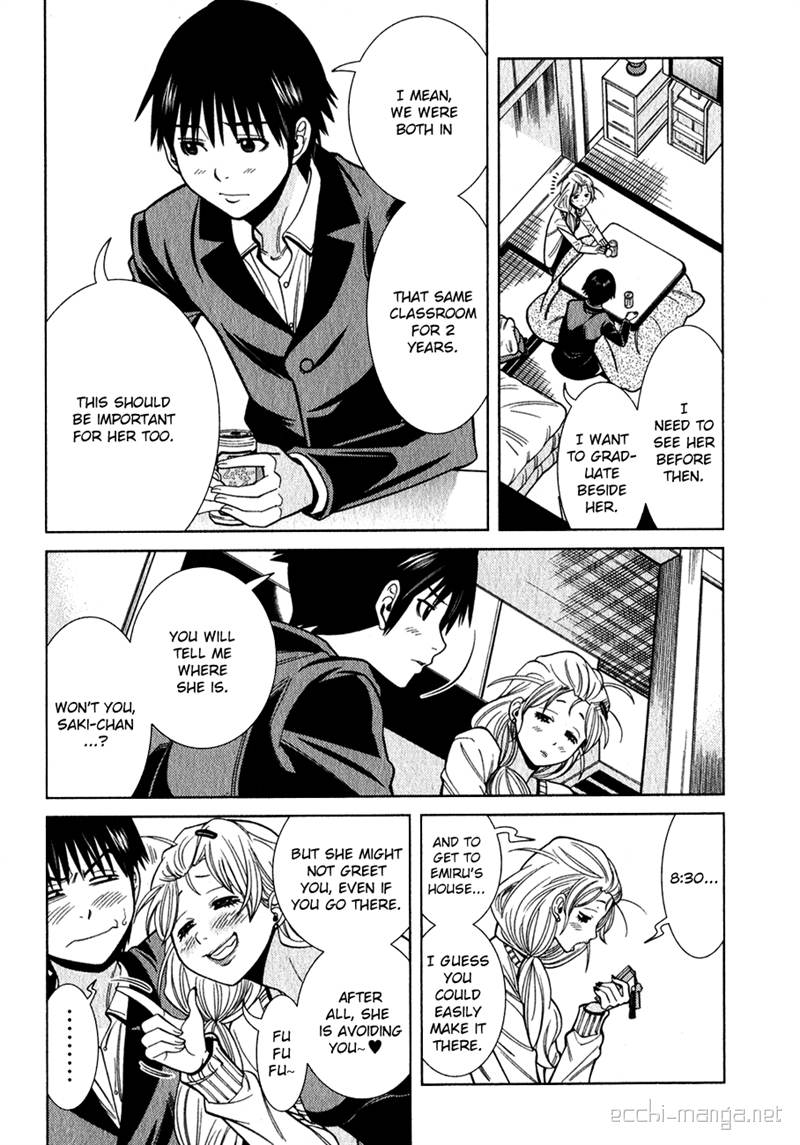 I
NEED TO
SEE HER
BEFORE
THEN.
I WANT
TO GRAD-
UATE
BESIDE
HER.
I MEAN,
WE WERE
BOTH IN
THAT SAME
CLASSROOM
FOR 2
YEARS.
THIS SHOULD
BE IMPORTANT
FOR HER TOO.
YOU WILL
TELL ME
WHERE
SHE IS.
WON'T YOU,
SAKI-CHAN
...?
8:30...
AND TO
GET TO
EMIRU'S
HOUSE...
I GUESS
YOU
COULD
EASILY
MAKE IT
THERE.
BUT SHE MIGHT
NOT GREET
YOU, EVEN IF
YOU GO THERE.
AFTER
ALL, SHE
IS AVOIDING
YOU~♥
FU
FU
FU~
.........
ecchi-manga.net